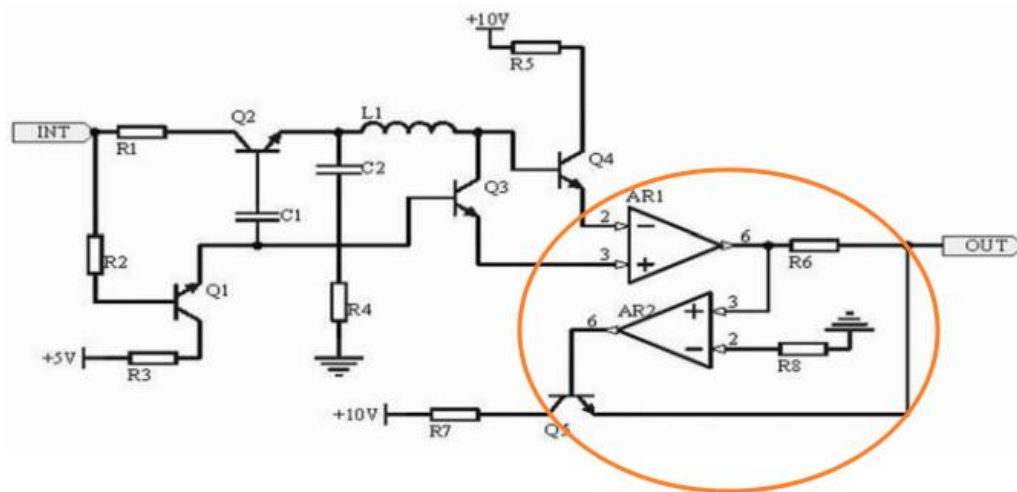 +10V
R5
INT
Q2
L1
R1
C2
Q4
Q3
C1
AR1
2
−
6
R2
3
+
R6
OUT
Q1
R4
AR2
3
+
6
2
−
+5V
R3
R8
+10V
R7
Q5